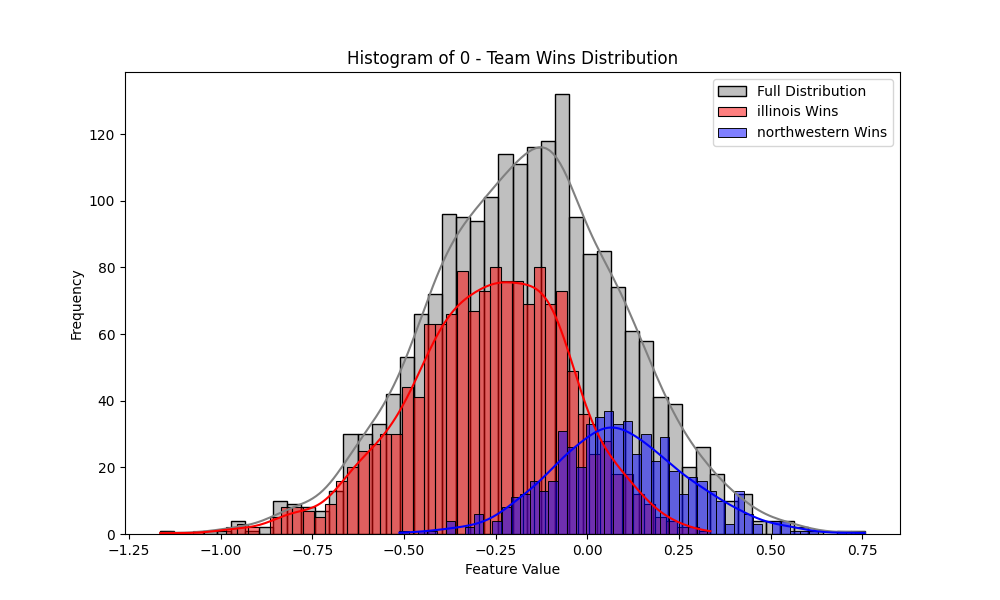 Histogram of 0 - Team Wins Distribution
Full Distribution
illinois Wins
northwestern Wins
Frequency
120
100
80
60
40
20
0
−1.25 −1.00 −0.75 −0.50 −0.25 0.00 0.25 0.50 0.75
Feature Value